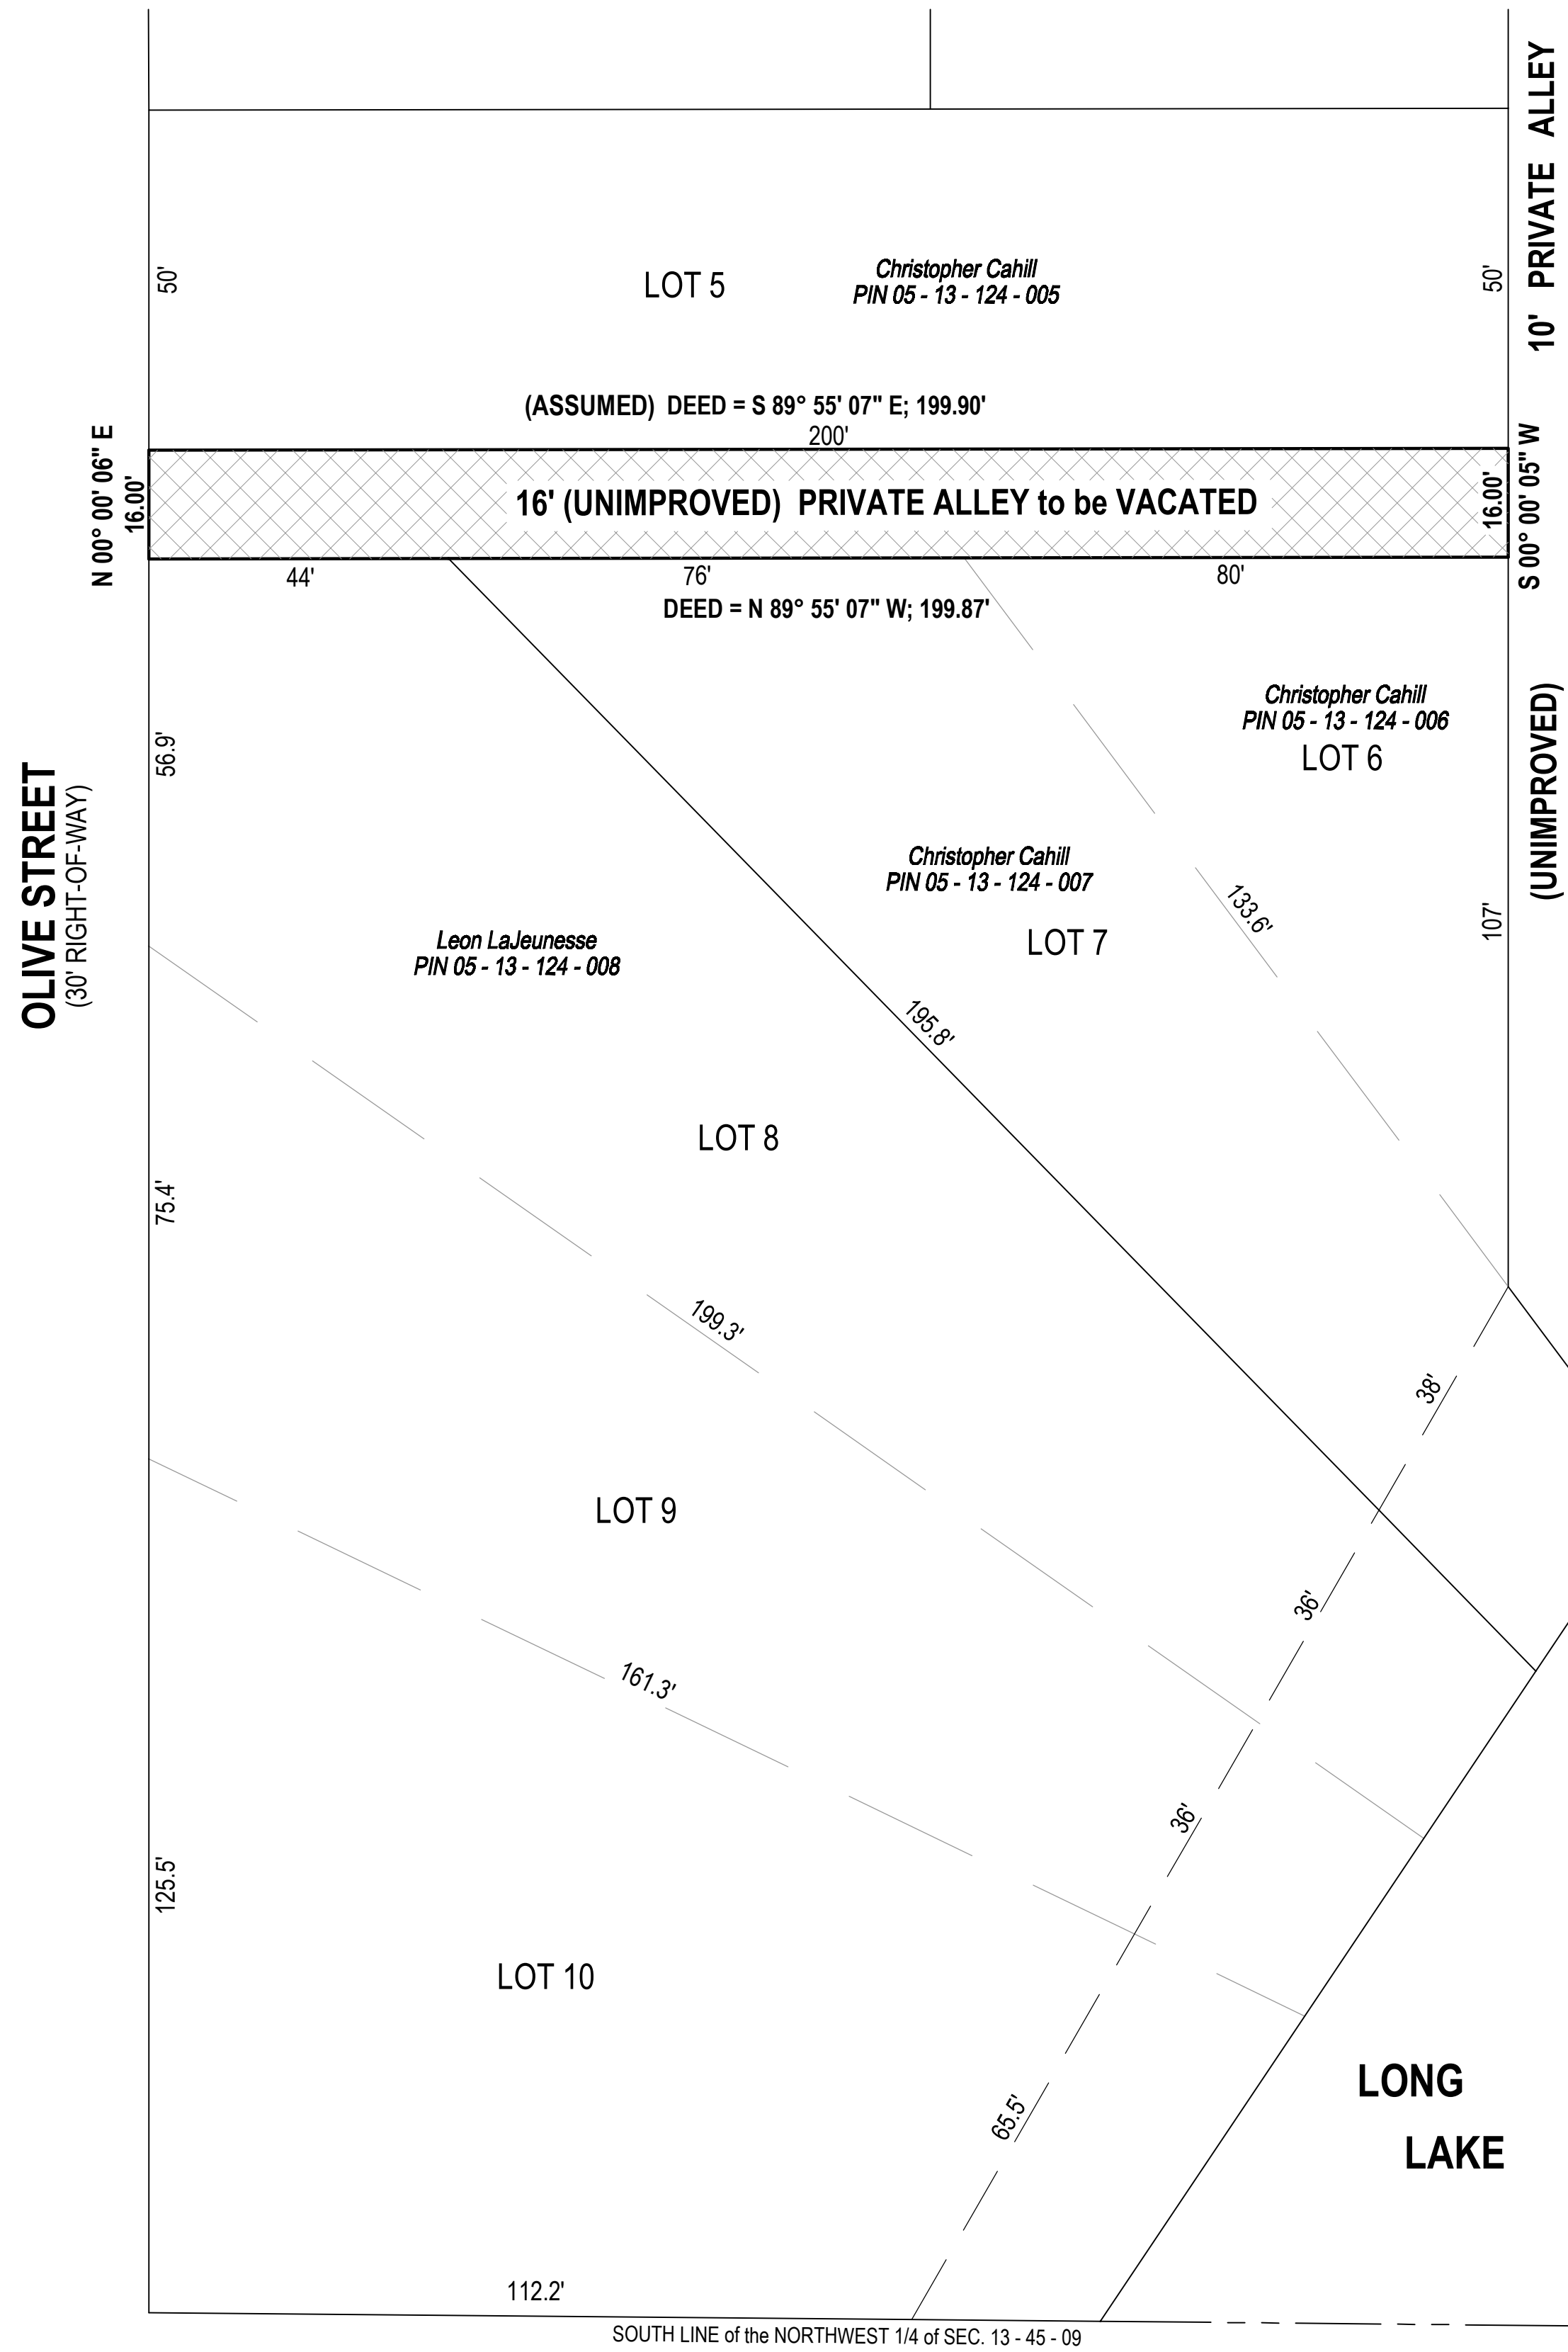 10' PRIVATE ALLEY
50'
LOT 5
Christopher Cahill
PIN 05 - 13 - 124 - 005
50'
(ASSUMED) DEED = S 89° 55' 07" E; 199.90'
200'
N 00° 00' 06" E
16.00'
16' (UNIMPROVED) PRIVATE ALLEY to be VACATED
16.00'
S 00° 00' 05" W
44'
76'
80'
DEED = N 89° 55' 07" W; 199.87'
Christopher Cahill
PIN 05 - 13 - 124 - 006
LOT 6
(UNIMPROVED)
56.9'
OLIVE STREET
(30' RIGHT-OF-WAY)
Christopher Cahill
PIN 05 - 13 - 124 - 007
LOT 7
133.6'
107'
Leon LaJeunesse
PIN 05 - 13 - 124 - 008
195.8'
LOT 8
75.4'
199.3'
38'
LOT 9
36'
161.3'
36'
125.5'
LOT 10
65.5'
LONG
LAKE
112.2'
SOUTH LINE of the NORTHWEST 1/4 of SEC. 13 - 45 - 09